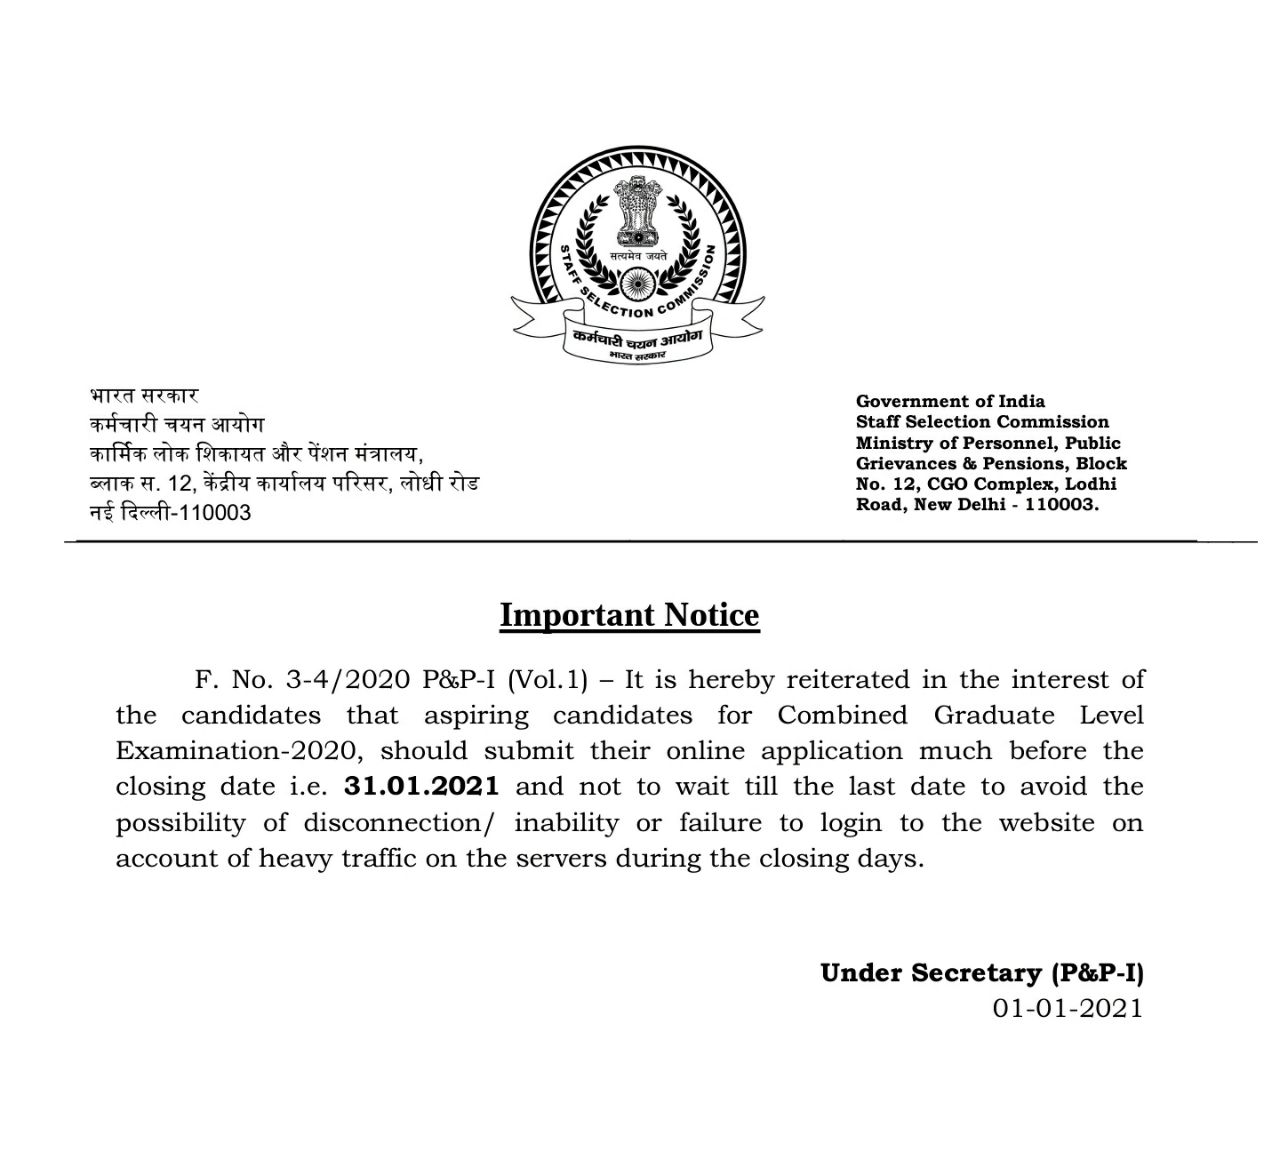 सत्यमेव जयते
STAFF SELECTION COMMISSION
कर्मचारी चयन आयोग
भारत सरकार
भारत सरकार
कर्मचारी चयन आयोग
कार्मिक लोक शिकायत और पेंशन मंत्रालय,
ब्लाक स. 12, केंद्रीय कार्यालय परिसर, लोधी रोड
नई दिल्ली-110003
Government of India
Staff Selection Commission
Ministry of Personnel, Public
Grievances & Pensions, Block
No. 12, CGO Complex, Lodhi
Road, New Delhi - 110003.
Important Notice
F. No. 3-4/2020 P&P-I (Vol.1) – It is hereby reiterated in the interest of
the candidates that aspiring candidates for Combined Graduate Level
Examination-2020, should submit their online application much before the
closing date i.e. 31.01.2021 and not to wait till the last date to avoid the
possibility of disconnection/ inability or failure to login to the website on
account of heavy traffic on the servers during the closing days.
Under Secretary (P&P-I)
01-01-2021